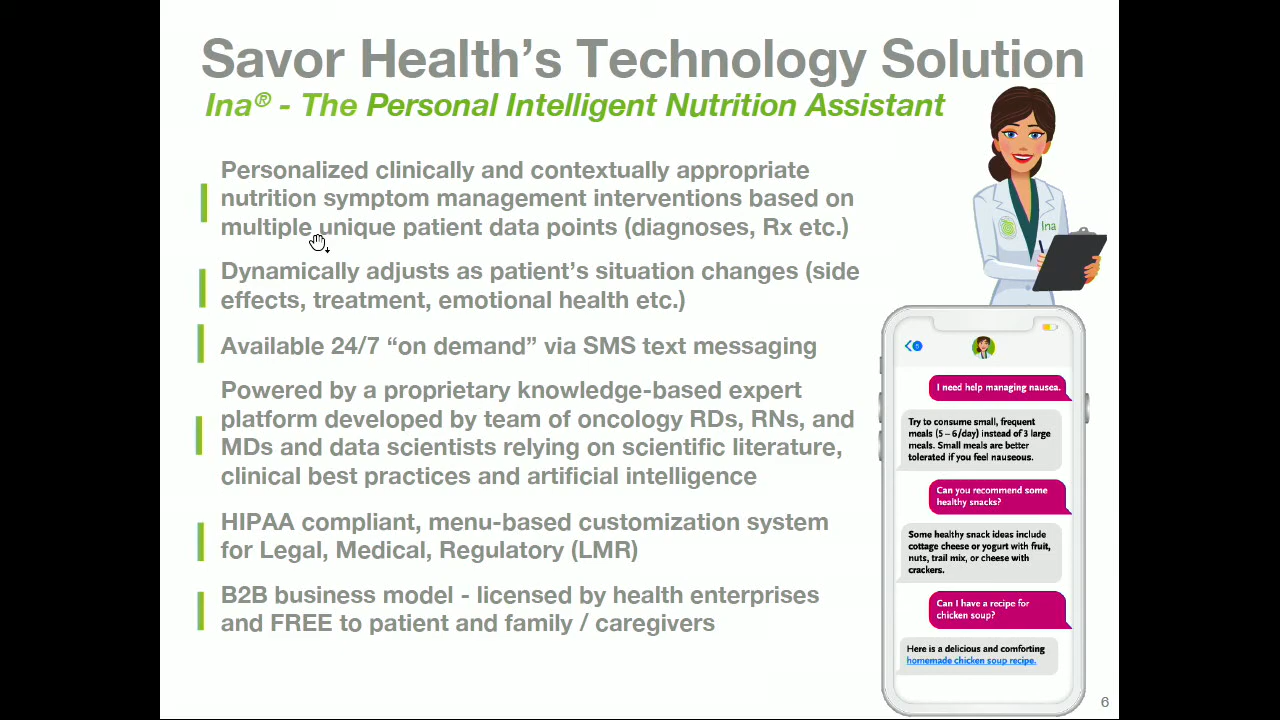 Savor Health’s Technology Solution
Ina® - The Personal Intelligent Nutrition Assistant
Personalized clinically and contextually appropriate
nutrition symptom management interventions based on
multiple unique patient data points (diagnoses, Rx etc.)
Dynamically adjusts as patient’s situation changes (side
effects, treatment, emotional health etc.)
Available 24/7 “on demand” via SMS text messaging
Powered by a proprietary knowledge-based expert
platform developed by team of oncology RDs, RNs, and
MDs and data scientists relying on scientific literature,
clinical best practices and artificial intelligence
HIPAA compliant, menu-based customization system
for Legal, Medical, Regulatory (LMR)
B2B business model - licensed by health enterprises
and FREE to patient and family / caregivers
Ina
I need help managing nausea.
Try to consume small, frequent
meals (5 – 6/day) instead of 3 large
meals. Small meals are better
tolerated if you feel nauseous.
Can you recommend some
healthy snacks?
Some healthy snack ideas include
cottage cheese or yogurt with fruit,
nuts, trail mix, or cheese with
crackers.
Can I have a recipe for
chicken soup?
Here is a delicious and comforting
homemade chicken soup recipe.
6